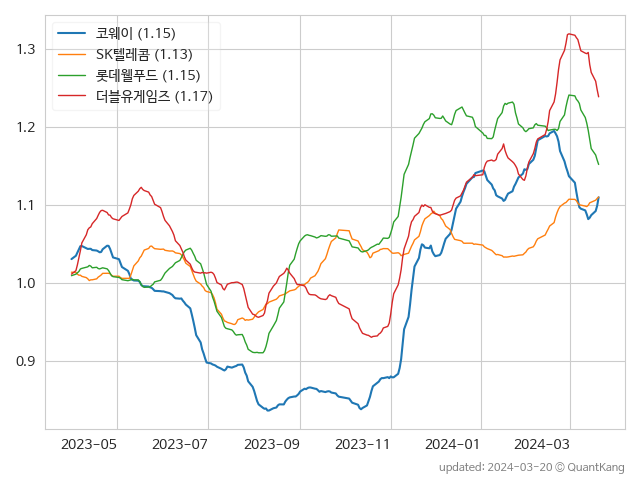 코웨이 (1.15)
SK텔레콤 (1.13)
롯데웰푸드 (1.15)
더블유게임즈 (1.17)
1.3
1.2
1.1
1.0
0.9
2023-05 2023-07 2023-09 2023-11 2024-01 2024-03
updated: 2024-03-20 © QuantKang